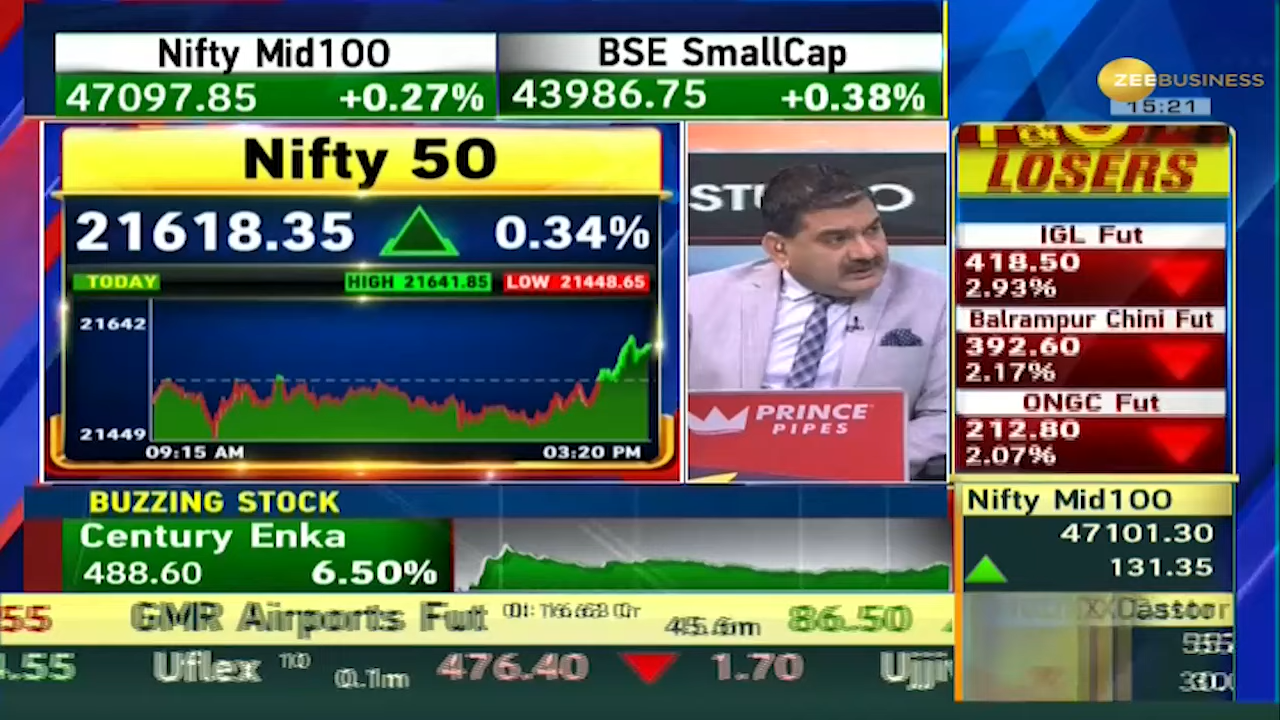 Nifty Mid100
47097.85 +0.27%
BSE SmallCap
43986.75 +0.38%
ZEEBUSINESS
15:21
Nifty 50
21618.35 0.34%
TODAY HIGH 21641.85 LOW 21448.65
21642
21449
09:15 AM 03:20 PM
PRINCE
PIPES
LOSERS
IGL Fut
418.50
2.93%
Balrampur Chini Fut
392.60
2.17%
ONGC Fut
212.80
2.07%
BUZZING STOCK
Century Enka
488.60 6.50%
Nifty Mid100
47101.30
131.35
GMR Airports Fut 86.50
Uflex 0.1m 476.40 1.70